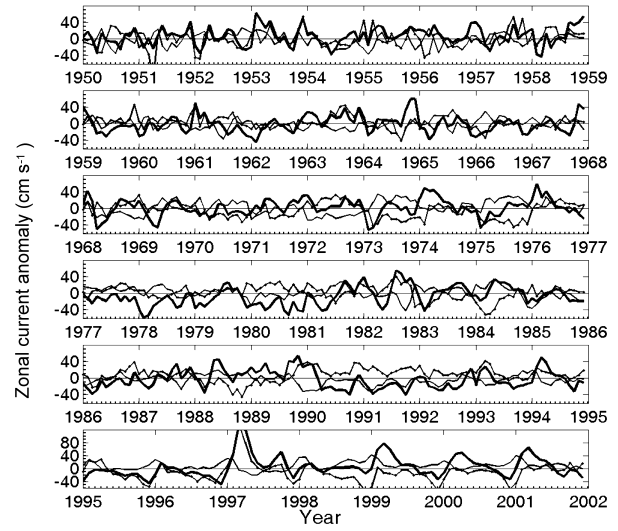 40
0
-40
1950 1951 1952 1953 1954 1955 1956 1957 1958 1959
40
0
-40
1959 1960 1961 1962 1963 1964 1965 1966 1967 1968
40
0
-40
1968 1969 1970 1971 1972 1973 1974 1975 1976 1977
40
0
-40
1977 1978 1979 1980 1981 1982 1983 1984 1985 1986
40
0
-40
1986 1987 1988 1989 1990 1991 1992 1993 1994 1995
80
40
0
-40
1995 1996 1997 1998 1999 2000 2001 2002
Year
Zonal current anomaly (cm s⁻¹)